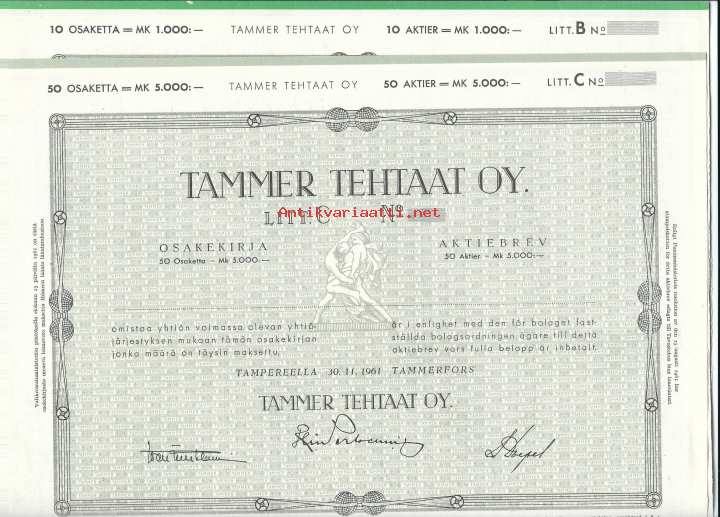 10 OSAKETTA = MK 1.000:— TAMMER TEHTAAT OY 10 AKTIER = MK 1.000:— LITT. B No
50 OSAKETTA = MK 5.000:— TAMMER TEHTAAT OY 50 AKTIER = MK 5.000:— LITT. C No
TAMMER TEHTAAT OY.
LITT. C No
Antikvariaatti.net
OSAKEKIRJA
50 Osaketta – Mk 5.000:—
AKTIEBREV
50 Aktier – Mk 5.000:—
omistaa yhtiön voimassa olevan yhtiö-
järjestyksen mukaan tämän osakekirjan
jonka määrä on täysin maksettu.
är i enlighet med den för bolaget fast-
ställda bolagsordningen ägare till detta
aktiebrev vars fulla belopp är inbetalt.
TAMPEREELLA 30.11.1961 TAMMERFORS
TAMMER TEHTAAT OY.